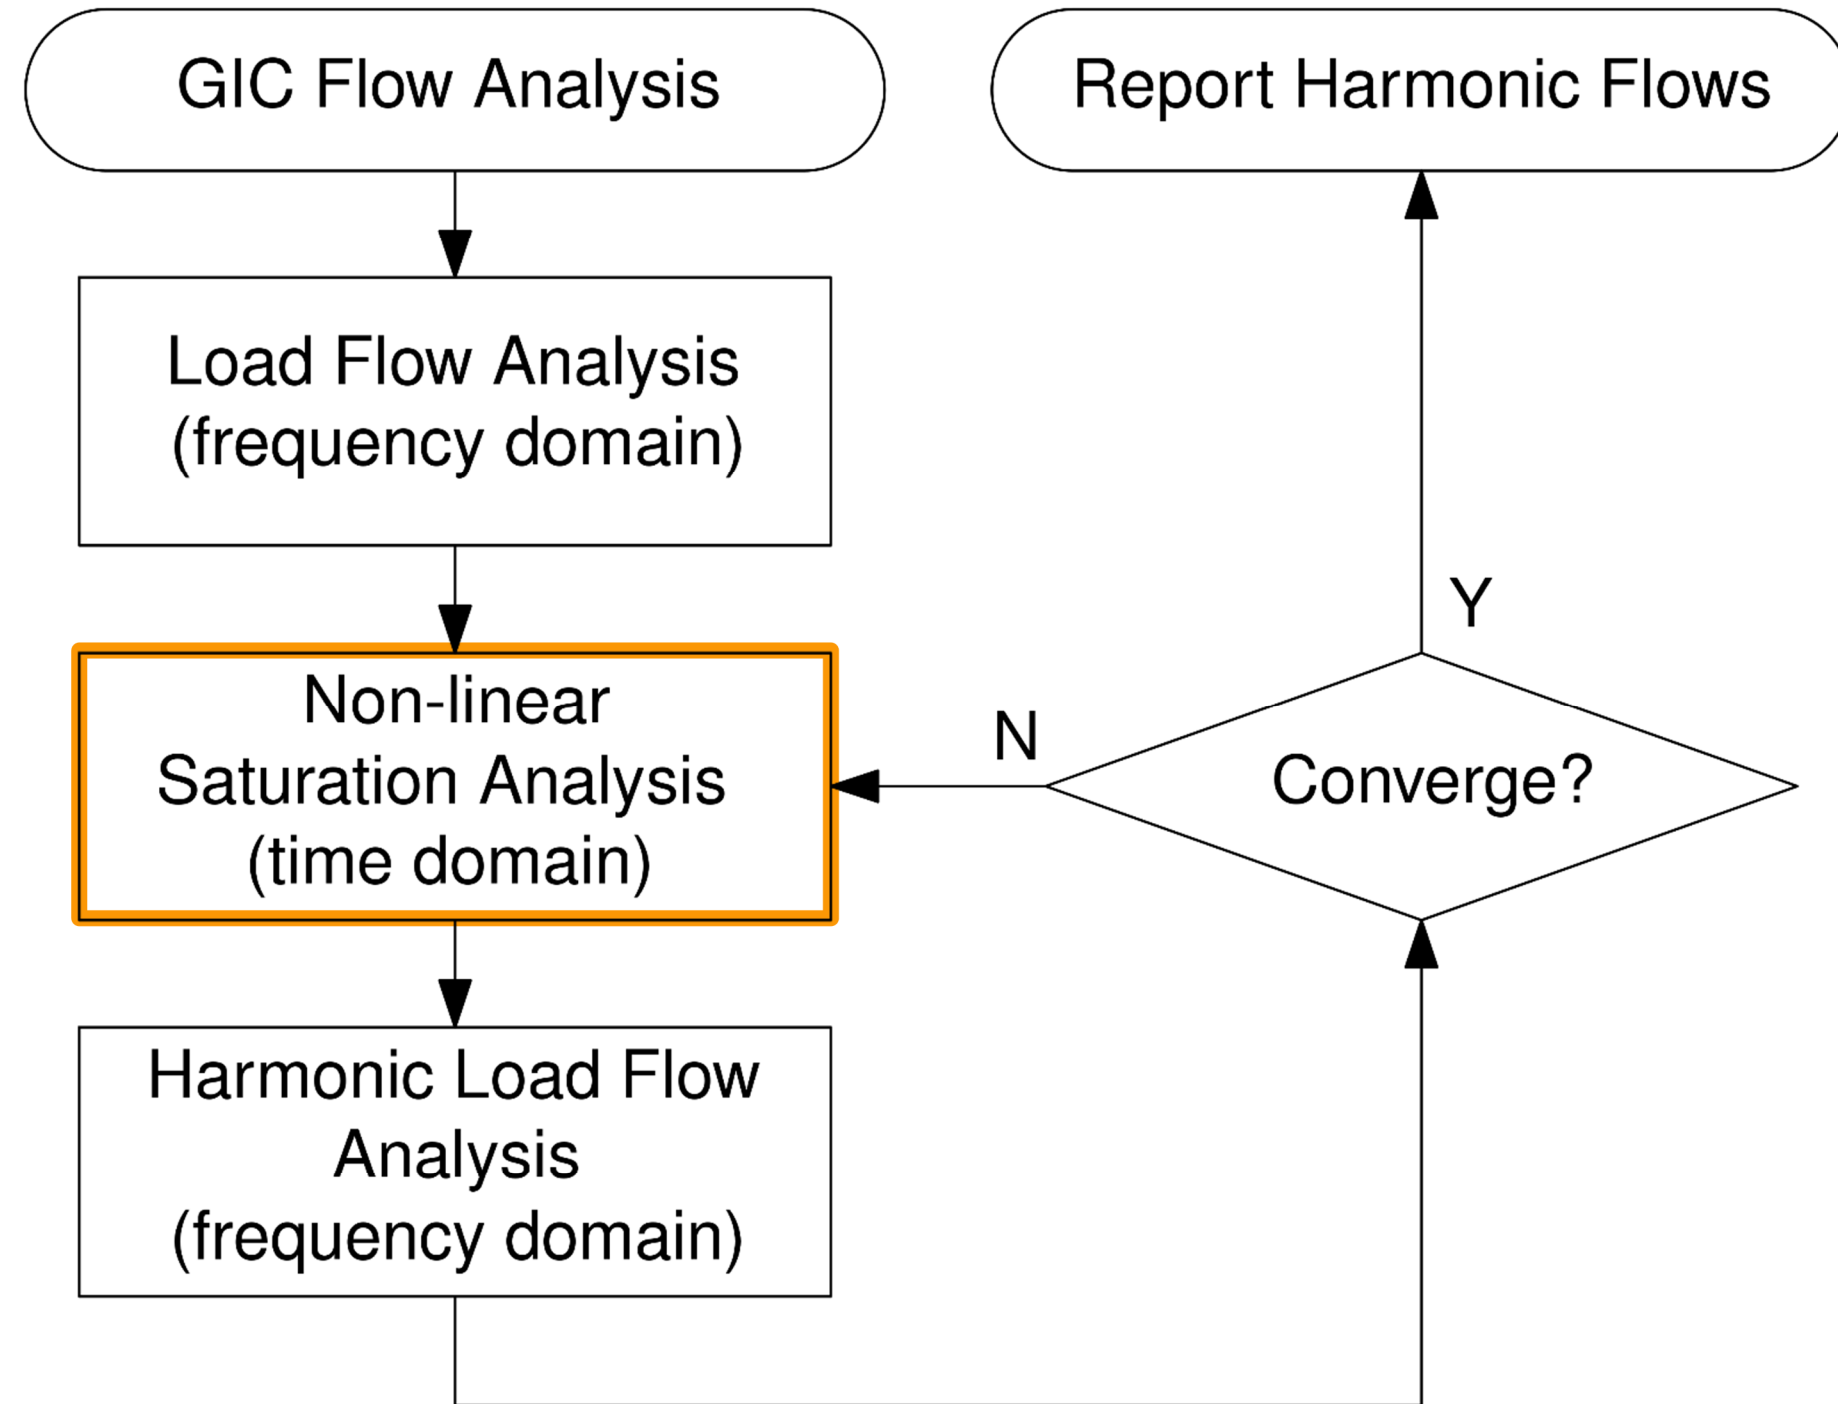 GIC Flow Analysis
Report Harmonic Flows
Load Flow Analysis
(frequency domain)
Y
Non-linear
Saturation Analysis
(time domain)
N
Converge?
Harmonic Load Flow
Analysis
(frequency domain)